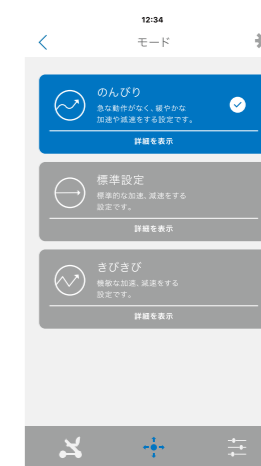 12:34
モード
のんびり
急な動作がなく、緩やかな
加速や減速をする設定です。
詳細を表示
標準設定
標準的な加速、減速をする
設定です。
詳細を表示
きびきび
機敏な加速、減速をする
設定です。
詳細を表示